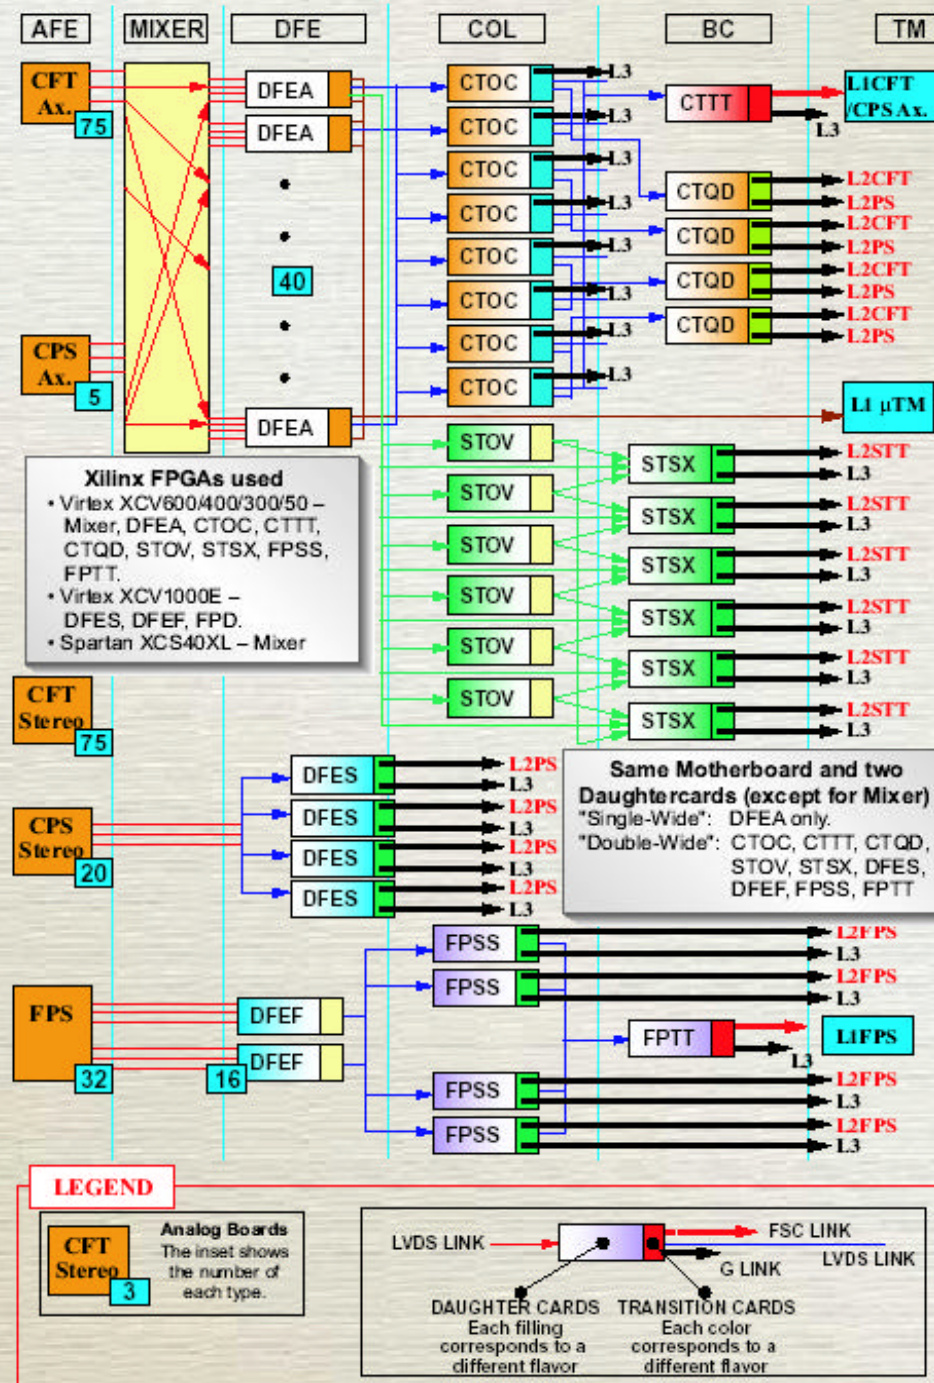 AFE MIXER DFE COL BC TM
CFT
Ax.
75
CPS
Ax.
5
DFEA
DFEA
40
DFEA
CTOC L3
CTOC L3
CTOC L3
CTOC L3
CTOC L3
CTOC L3
CTOC L3
CTOC L3
CTTT
L3
L1CFT
/CPS Ax.
CTQD L2CFT
L2PS
CTQD L2CFT
L2PS
CTQD L2CFT
L2PS
CTQD L2CFT
L2PS
L1 µTM
STOV
STOV
STOV
STOV
STOV
STOV
STSX L2STT
L3
STSX L2STT
L3
STSX L2STT
L3
STSX L2STT
L3
STSX L2STT
L3
STSX L2STT
L3
Xilinx FPGAs used
• Virtex XCV600/400/300/50 –
Mixer, DFEA, CTOC, CTTT,
CTQD, STOV, STSX, FPSS,
FPTT.
• Virtex XCV1000E –
DFES, DFEF, FPD.
• Spartan XCS40XL – Mixer
CFT
Stereo
75
CPS
Stereo
20
DFES L2PS
L3
DFES L2PS
L3
DFES L2PS
L3
DFES L2PS
L3
Same Motherboard and two
Daughtercards (except for Mixer)
"Single-Wide": DFEA only.
"Double-Wide": CTOC, CTTT, CTQD,
STOV, STSX, DFES,
DFEF, FPSS, FPTT
FPS
32
DFEF
DFEF
16
FPSS L2FPS
L3
FPSS L2FPS
L3
FPTT L3
L1FPS
FPSS L2FPS
L3
FPSS L2FPS
L3
LEGEND
CFT
Stereo
3
Analog Boards
The inset shows
the number of
each type.
LVDS LINK
FSC LINK
LVDS LINK
G LINK
DAUGHTER CARDS
Each filling
corresponds to a
different flavor
TRANSITION CARDS
Each color
corresponds to a
different flavor